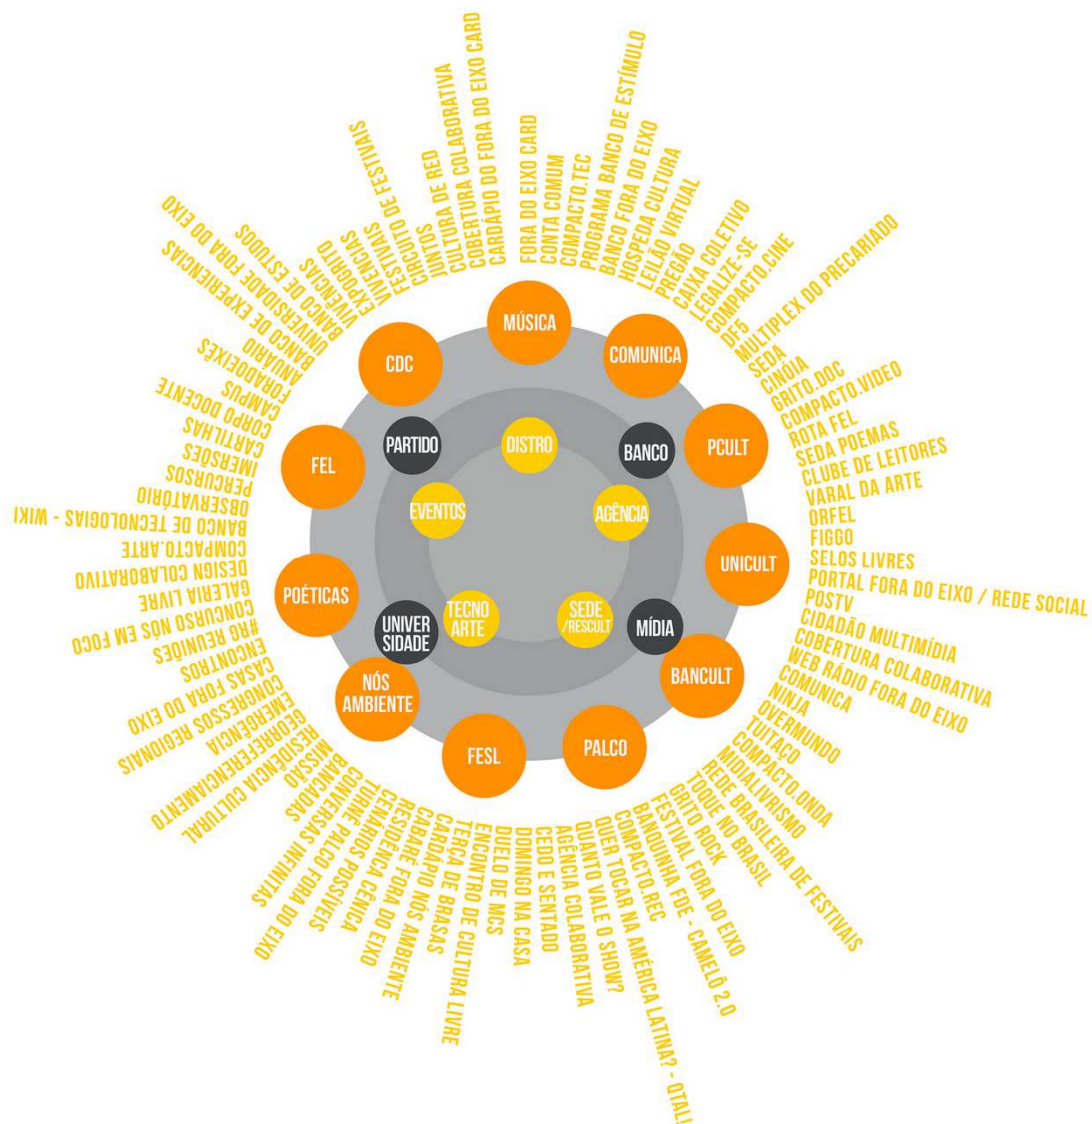 FORA DO EIXO CARD
CONTA COMUM
COMPACTO.TEC
PROGRAMA BANCO DE ESTÍMULO
BANCO FORA DO EIXO
HOSPEDA CULTURA
LEILÃO VIRTUAL
PREGÃO
CAIXA COLETIVO
LEGALIZE-SE
COMPACTO.CINE
DF5
MULTIPLEX DO PRECARIADO
SEDA
CINÓIA
GRITO.DOC
COMPACTO.VIDEO
ROTA FEL
SEDA POEMAS
CLUBE DE LEITORES
VARAL DA ARTE
ORFEL
FIGGO
SELOS LIVRES
PORTAL FORA DO EIXO / REDE SOCIAL
POSTV
CIDADÃO MULTIMÍDIA
COBERTURA COLABORATIVA
WEB RÁDIO FORA DO EIXO
COMUNICA
NINJA
OVERMUNDO
TUITAÇO
COMPACTO.ONDA
MIDIALIVRISMO
REDE BRASILEIRA DE FESTIVAIS
TOQUE NO BRASIL
GRITO ROCK
FESTIVAL FORA DO EIXO
BANQUINHA FDE - CAMELÔ 2.0
COMPACTO.REC
QUER TOCAR NA AMÉRICA LATINA? - QTAL!
QUANTO VALE O SHOW?
AGÊNCIA COLABORATIVA
CEDO E SENTADO
DOMINGO NA CASA
DUELO DE MCS
ENCONTRO DE CULTURA LIVRE
TERÇA DE BRASAS
CARDÁPIO NÓS AMBIENTE
CABARÉ FORA DO EIXO
RESIDÊNCA CÊNICA
CENÁRIOS POSSÍVEIS
TURNÊ PALCO FORA DO EIXO
CONVERSAS INFINITAS
BANCADAS
MISSÃO
RESIDÊNCIA CULTURAL
GEORREFERENCIAMENTO
EMERGÊNCIA
CONGRESSOS REGIONAIS
CASAS FORA DO EIXO
ENCONTROS
#RG REUNIÕES
CONCURSO NÓS EM FOCO
GALERIA LIVRE
DESIGN COLABORATIVO
COMPACTO.ARTE
BANCO DE TECNOLOGIAS - WIKI
OBSERVATÓRIO
PERCURSOS
IMERSÕES
CARTILHAS
CORPO DOCENTE
CAMPUS
FORADOEIXÊS
ANUÁRIO
BANCO DE EXPERIENCIAS
UNIVERSIDADE FORA DO EIXO
BANCO DE ESTUDOS
VIVÊNCIAS
EXPOGRITO
VIVÊNCIAS
FESTIVAIS
CIRCUITO DE FESTIVAIS
JUNTOS
CULTURA DE RED
COBERTURA COLABORATIVA
CARDÁPIO DO FORA DO EIXO CARD
MÚSICA
COMUNICA
PCULT
UNICULT
BANCULT
PALCO
FESL
NÓS
AMBIENTE
POÉTICAS
FEL
CDC
PARTIDO
BANCO
MÍDIA
UNIVER
SIDADE
DISTRO
AGÊNCIA
SEDE
/RESCULT
TECNO
ARTE
EVENTOS